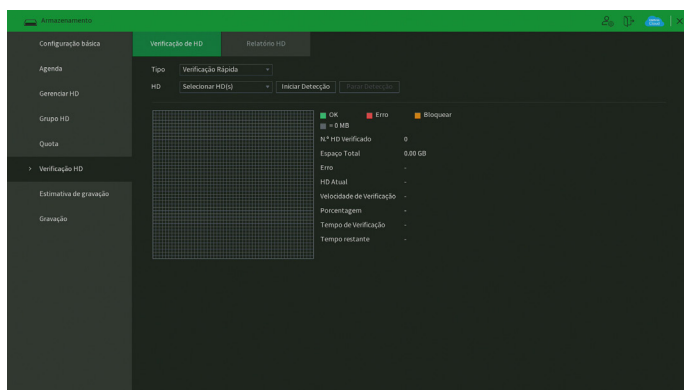 Armazenamento
Configuração básica
Agenda
Gerenciar HD
Grupo HD
Quota
> Verificação HD
Estimativa de gravação
Gravação
Verificação de HD Relatório HD
Tipo Verificação Rápida
HD Selecionar HD(s) Iniciar Detecção Parar Detecção
OK Erro Bloquear
= 0 MB
N.º HD Verificado 0
Espaço Total 0.00 GB
Erro -
HD Atual -
Velocidade de Verificação -
Porcentagem -
Tempo de Verificação -
Tempo restante -